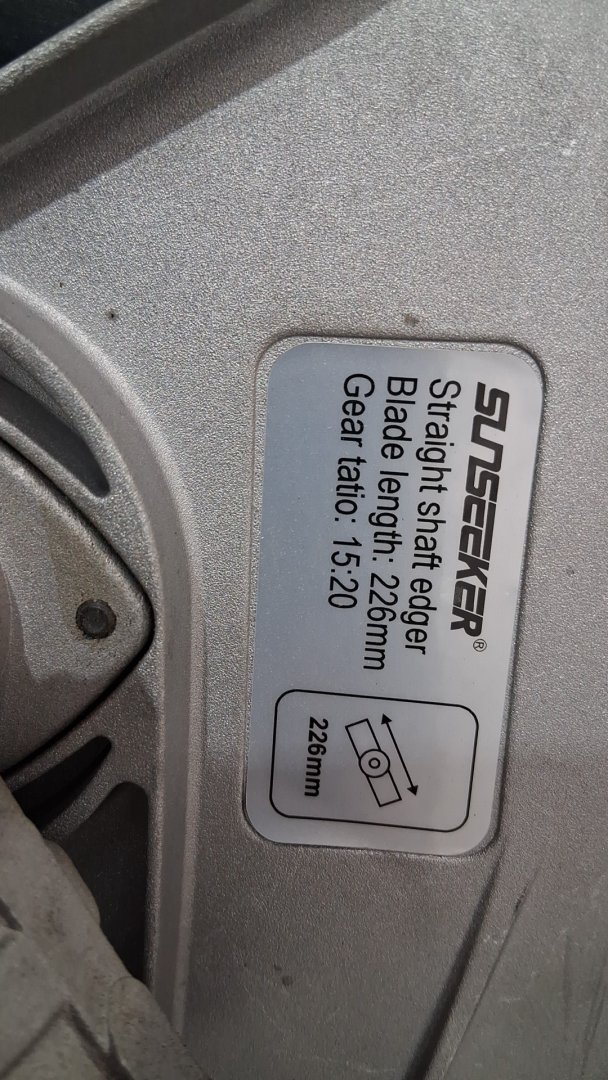 SUNSEEKER®
Straight shaft edger
Blade length: 226mm
Gear tatio: 15:20
226mm